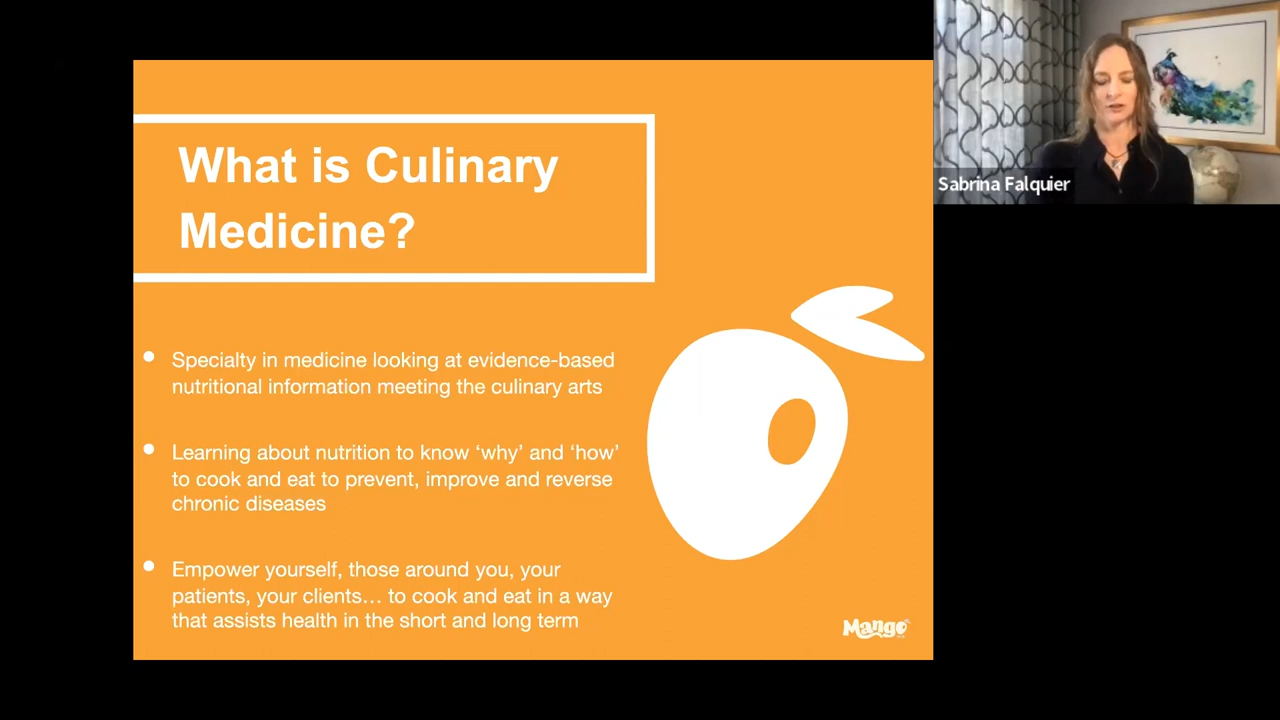 What is Culinary
Medicine?
Specialty in medicine looking at evidence-based
nutritional information meeting the culinary arts
Learning about nutrition to know ‘why’ and ‘how’
to cook and eat to prevent, improve and reverse
chronic diseases
Empower yourself, those around you, your
patients, your clients… to cook and eat in a way
that assists health in the short and long term
Mango
Sabrina Falquier